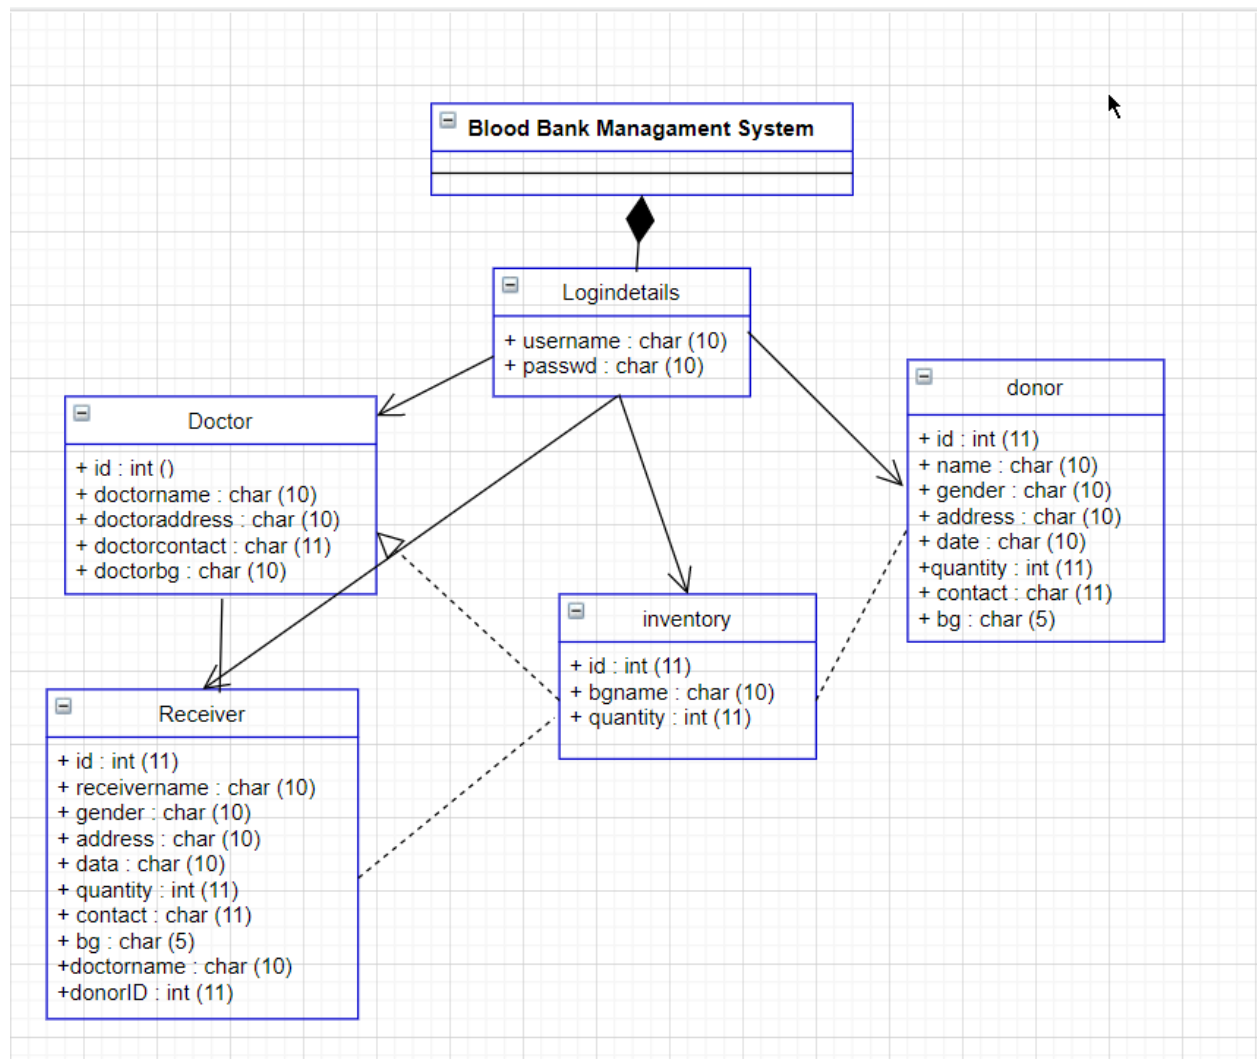 Blood Bank Managament System
Logindetails
+ username : char (10)
+ passwd : char (10)
Doctor
+ id : int ()
+ doctorname : char (10)
+ doctoraddress : char (10)
+ doctorcontact : char (11)
+ doctorbg : char (10)
donor
+ id : int (11)
+ name : char (10)
+ gender : char (10)
+ address : char (10)
+ date : char (10)
+quantity : int (11)
+ contact : char (11)
+ bg : char (5)
inventory
+ id : int (11)
+ bgname : char (10)
+ quantity : int (11)
Receiver
+ id : int (11)
+ receivername : char (10)
+ gender : char (10)
+ address : char (10)
+ data : char (10)
+ quantity : int (11)
+ contact : char (11)
+ bg : char (5)
+doctorname : char (10)
+donorID : int (11)